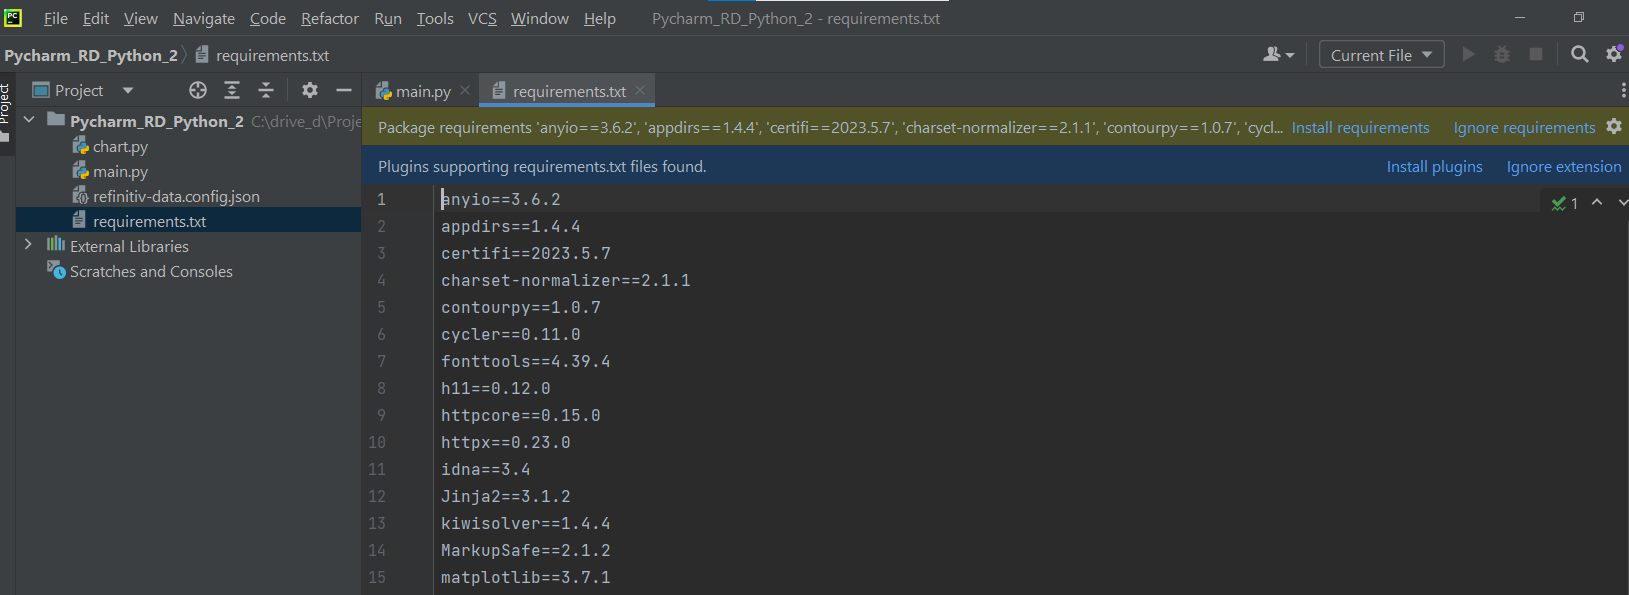 PC File Edit View Navigate Code Refactor Run Tools VCS Window Help Pycharm_RD_Python_2 - requirements.txt
Pycharm_RD_Python_2 requirements.txt Current File
Project
Project main.py requirements.txt
Pycharm_RD_Python_2 C:\drive_d\Proje
chart.py
main.py
refinitiv-data.config.json
requirements.txt
External Libraries
Scratches and Consoles
Package requirements 'anyio==3.6.2', 'appdirs==1.4.4', 'certifi==2023.5.7', 'charset-normalizer==2.1.1', 'contourpy==1.0.7', 'cycl... Install requirements Ignore requirements
Plugins supporting requirements.txt files found. Install plugins Ignore extension
1 anyio==3.6.2 1
2 appdirs==1.4.4
3 certifi==2023.5.7
4 charset-normalizer==2.1.1
5 contourpy==1.0.7
6 cycler==0.11.0
7 fonttools==4.39.4
8 h11==0.12.0
9 httpcore==0.15.0
10 httpx==0.23.0
11 idna==3.4
12 Jinja2==3.1.2
13 kiwisolver==1.4.4
14 MarkupSafe==2.1.2
15 matplotlib==3.7.1